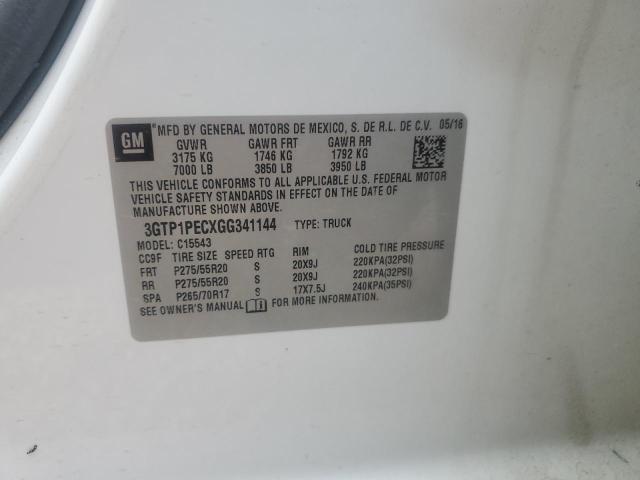 GM ® MFD BY GENERAL MOTORS DE MEXICO, S. DE R.L. DE C.V. 05/16
GVWR GAWR FRT GAWR RR
3175 KG 1746 KG 1792 KG
7000 LB 3850 LB 3950 LB
THIS VEHICLE CONFORMS TO ALL APPLICABLE U.S. FEDERAL MOTOR
VEHICLE SAFETY STANDARDS IN EFFECT ON THE DATE OF
MANUFACTURE SHOWN ABOVE.
3GTP1PECXGG341144 TYPE: TRUCK
MODEL: C15543
CC9F TIRE SIZE SPEED RTG RIM COLD TIRE PRESSURE
FRT P275/55R20 S 20X9J 220KPA(32PSI)
RR P275/55R20 S 20X9J 220KPA(32PSI)
SPA P265/70R17 S 17X7.5J 240KPA(35PSI)
SEE OWNER'S MANUAL FOR MORE INFORMATION.